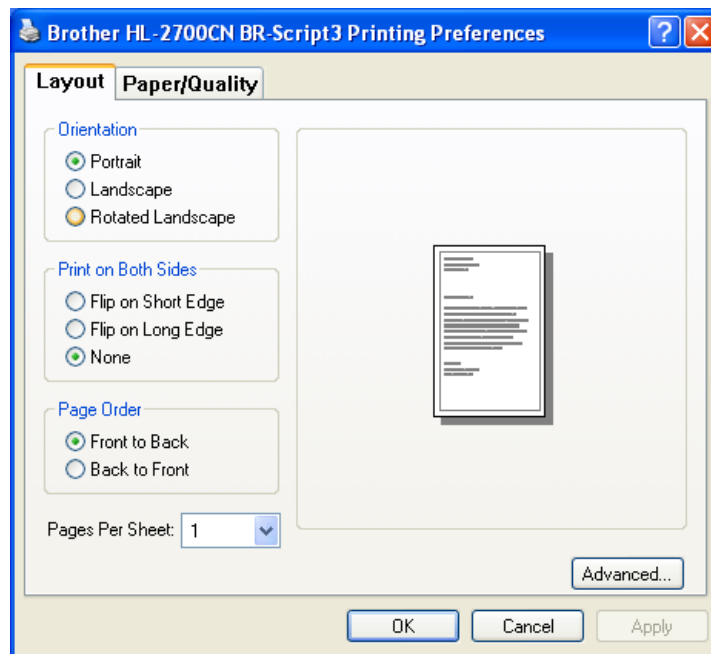 Brother HL-2700CN BR-Script3 Printing Preferences
Layout
Paper/Quality
Orientation
Portrait
Landscape
Rotated Landscape
Print on Both Sides
Flip on Short Edge
Flip on Long Edge
None
Page Order
Front to Back
Back to Front
Pages Per Sheet: 1
Advanced...
OK
Cancel
Apply